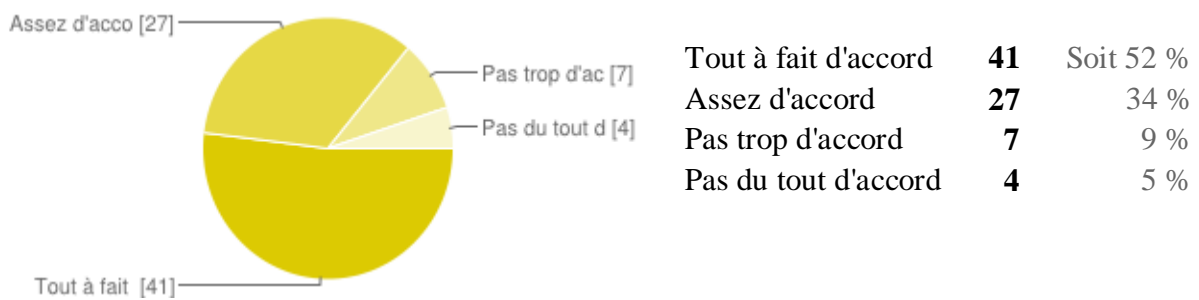 Assez d'acco [27]
Pas trop d'ac [7]
Pas du tout d [4]
Tout à fait [41]
Tout à fait d'accord 41 Soit 52 %
Assez d'accord 27 34 %
Pas trop d'accord 7 9 %
Pas du tout d'accord 4 5 %